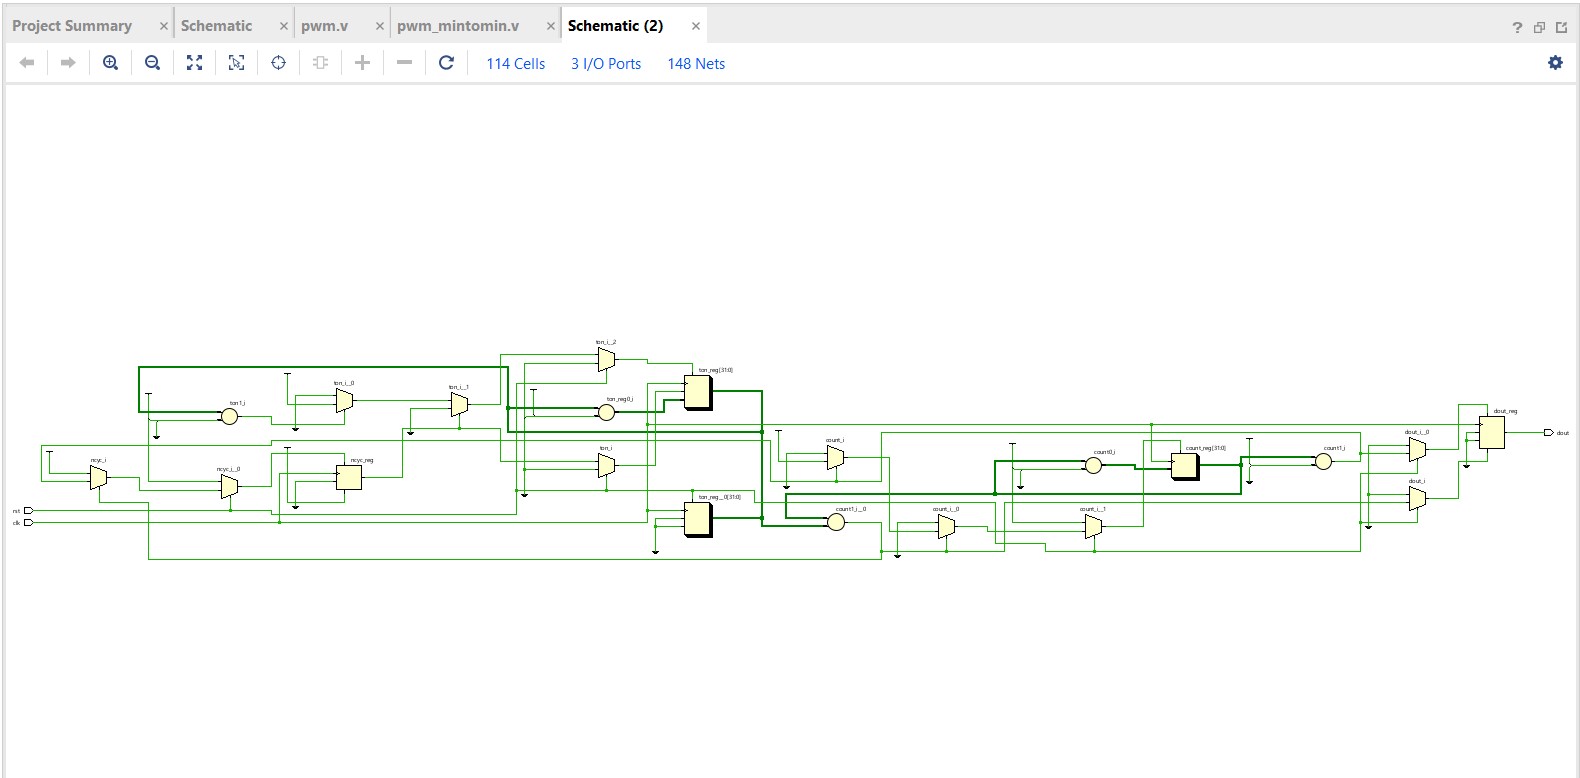 Project Summary
Schematic
pwm.v
pwm_mintomin.v
Schematic (2)
114 Cells
3 I/O Ports
148 Nets
ton_i__2
ton_reg[31:0]
ton_i__0
ton_i__1
ton1_i
ton_reg0_i
dout_reg
dout
dout_i__0
count_i
count_reg[31:0]
count0_i
count1_i
ton_i
ncyc_i
ncyc_i__0
ncyc_reg
dout_i
ton_reg__0[31:0]
count1_i__0
count_i__0
count_i__1
rst
clk